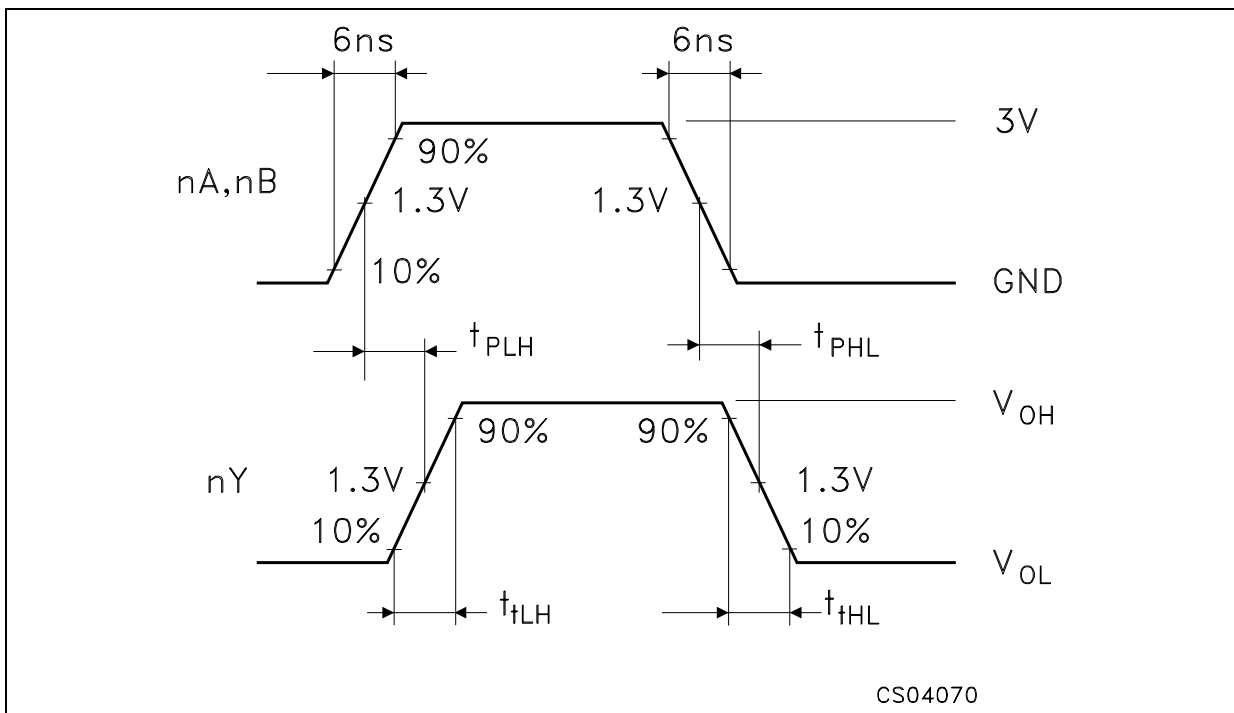 6ns 6ns
3V
90%
nA,nB
1.3V 1.3V
10%
GND
tPLH tPHL
VOH
90% 90%
nY 1.3V 1.3V
10% 10%
VOL
ttLH ttHL
CS04070